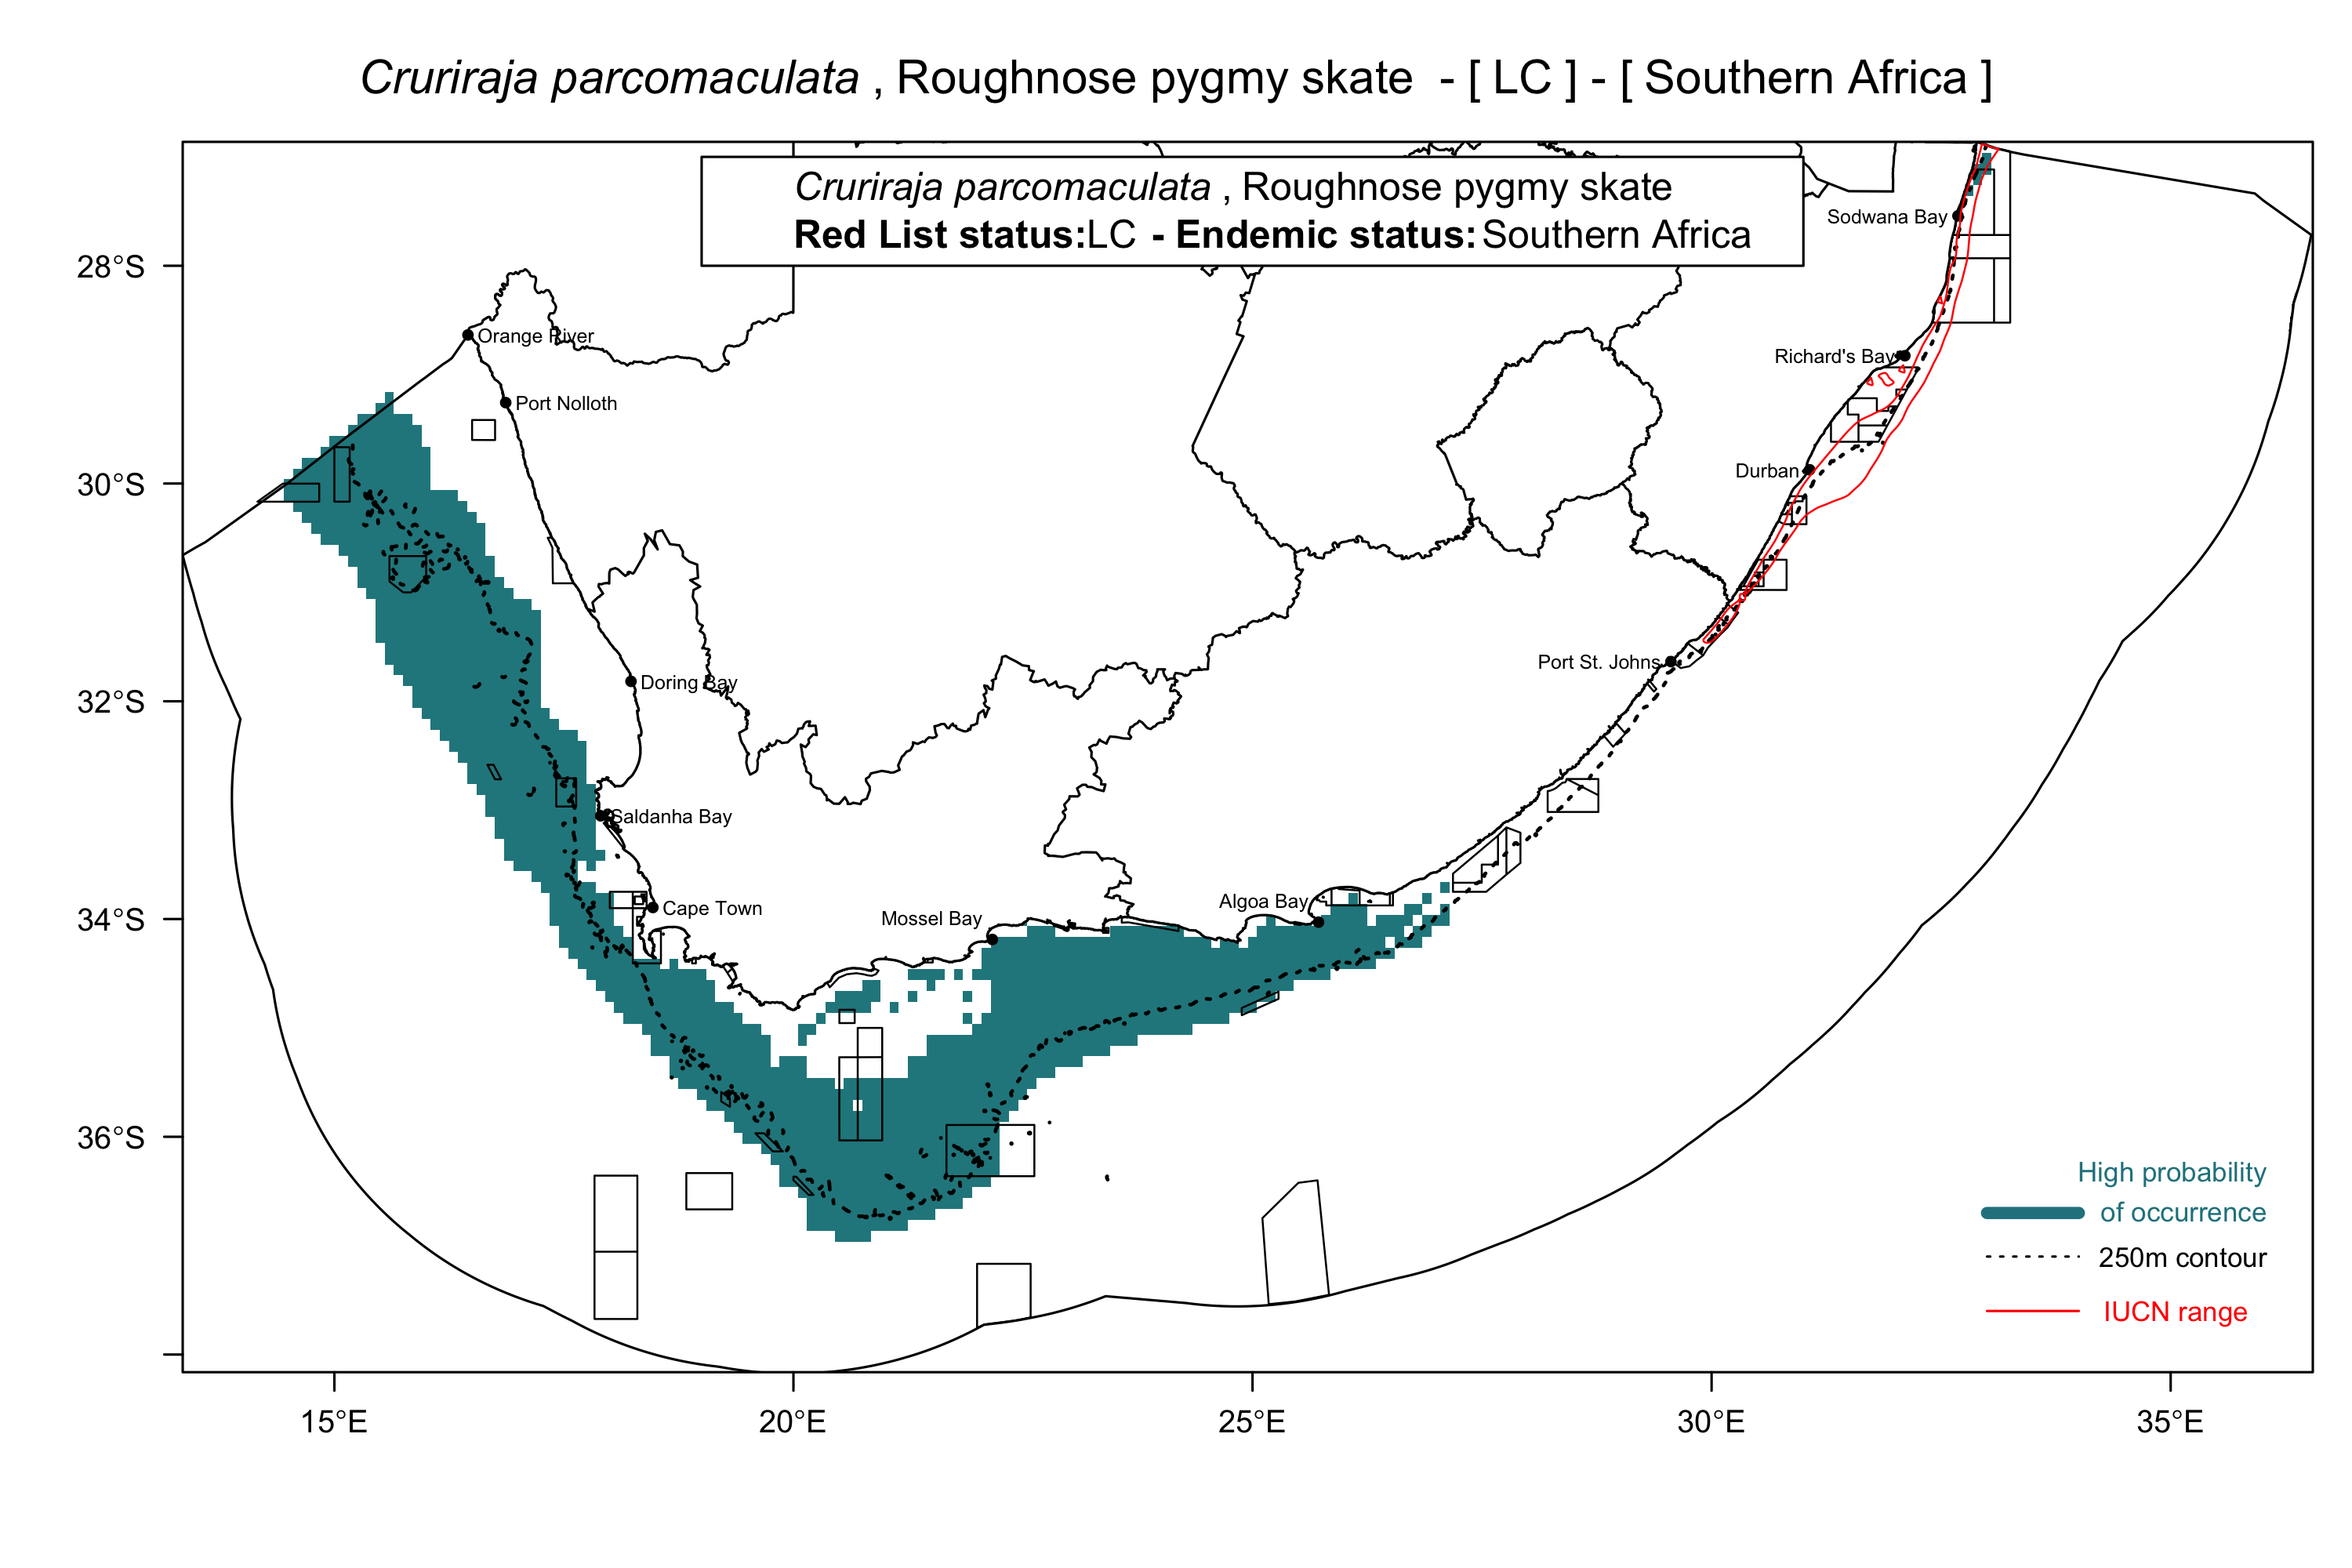 Cruriraja parcomaculata , Roughnose pygmy skate - [ LC ] - [ Southern Africa ]
Cruriraja parcomaculata , Roughnose pygmy skate
Red List status:LC - Endemic status:Southern Africa
Sodwana Bay
28°S
Orange River
Richard's Bay
Port Nolloth
Durban
30°S
Port St. Johns
Doring Bay
32°S
Saldanha Bay
Algoa Bay
Cape Town
Mossel Bay
34°S
36°S
High probability
of occurrence
250m contour
IUCN range
15°E
20°E
25°E
30°E
35°E